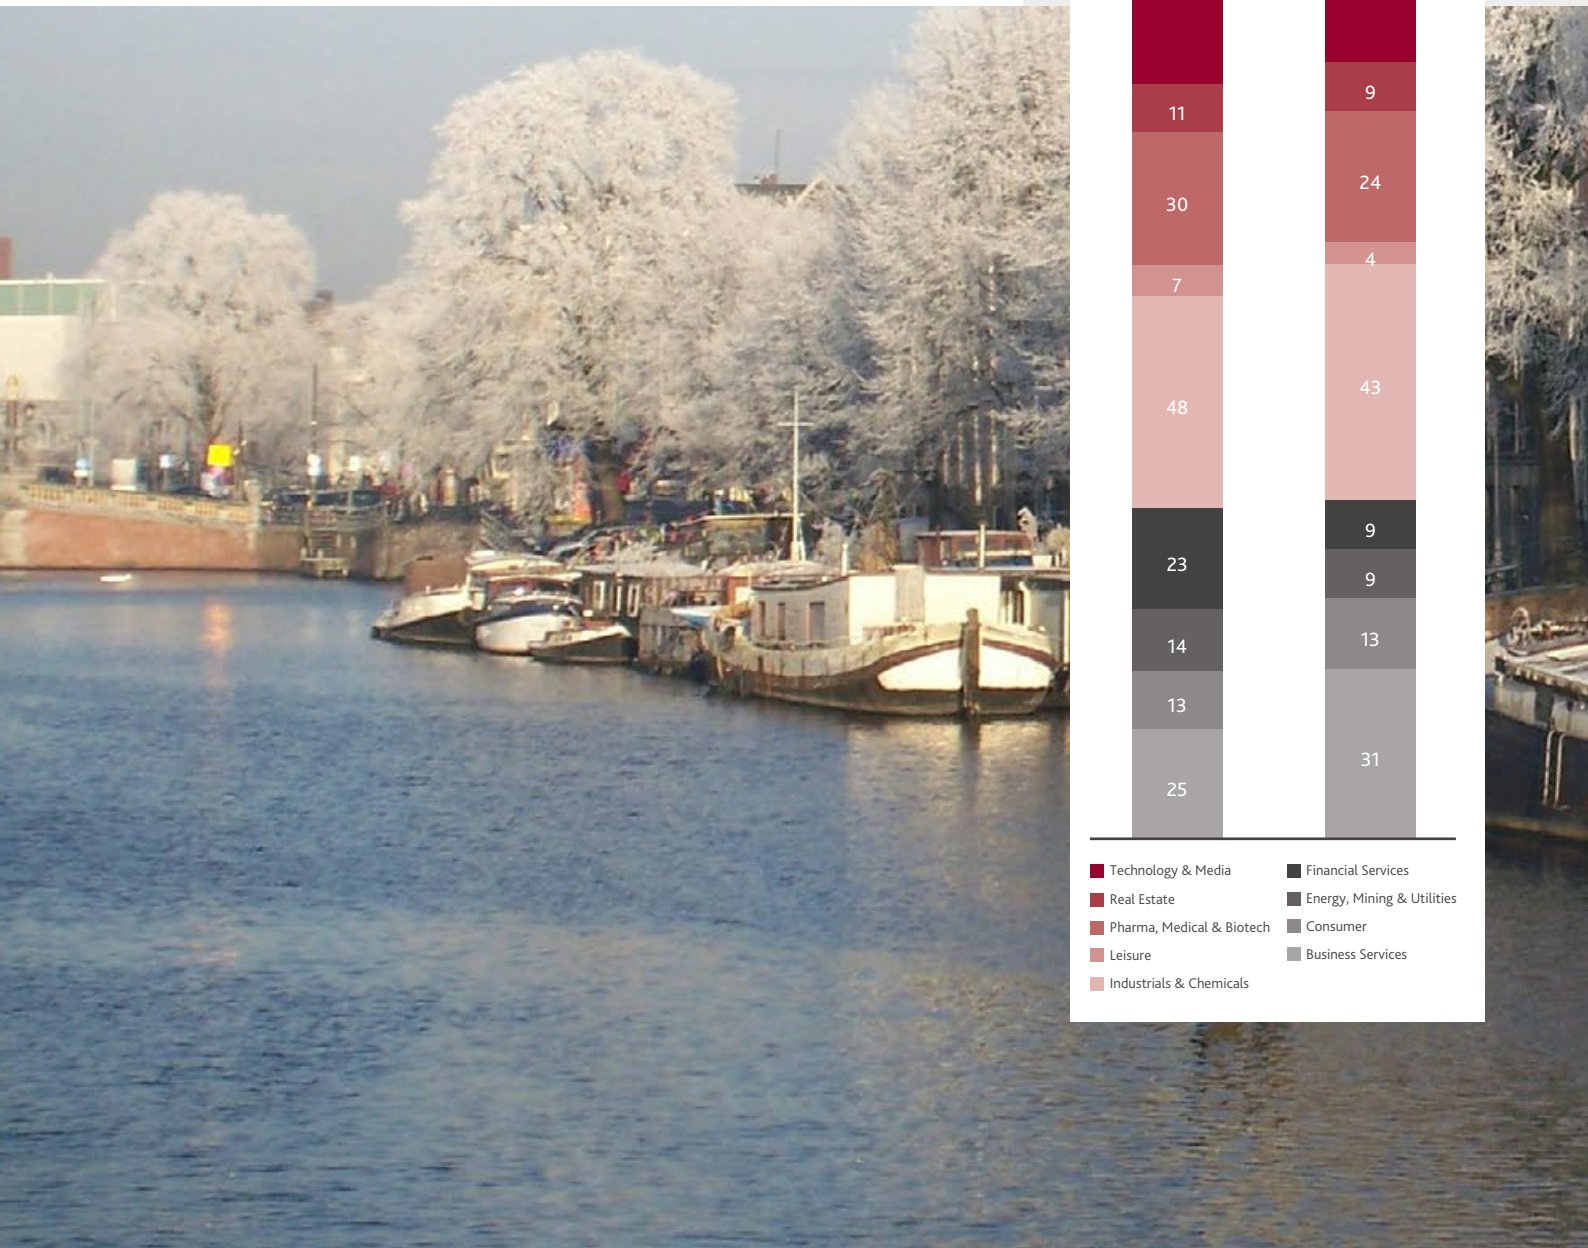 11
30
7
48
23
14
13
25
9
24
4
43
9
9
13
31
Technology & Media
Real Estate
Pharma, Medical & Biotech
Leisure
Industrials & Chemicals
Financial Services
Energy, Mining & Utilities
Consumer
Business Services